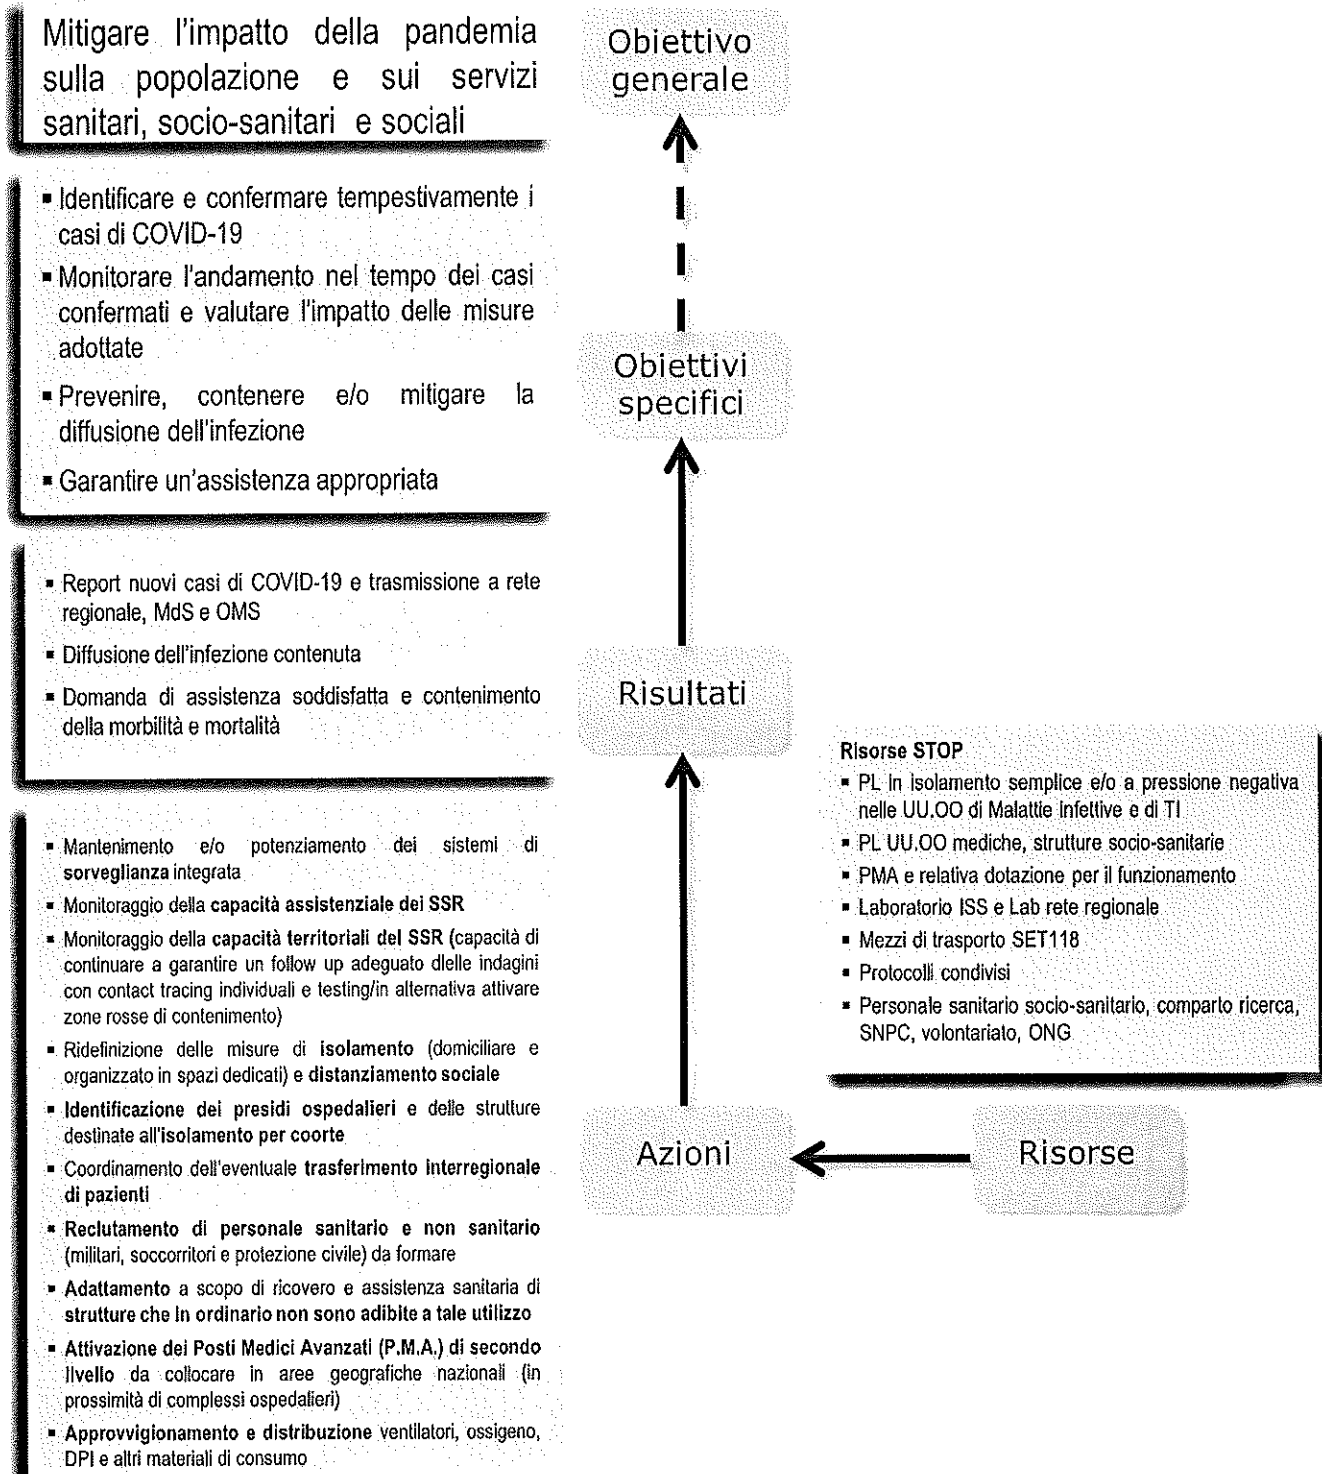 Mitigare l'impatto della pandemia
sulla popolazione e sui servizi
sanitari, socio-sanitari e sociali
Obiettivo
generale
▪ Identificare e confermare tempestivamente i
casi di COVID-19
▪ Monitorare l'andamento nel tempo dei casi
confermati e valutare l'impatto delle misure
adottate
▪ Prevenire, contenere e/o mitigare la
diffusione dell'infezione
▪ Garantire un'assistenza appropriata
Obiettivi
specifici
▪ Report nuovi casi di COVID-19 e trasmissione a rete
regionale, MdS e OMS
▪ Diffusione dell'infezione contenuta
▪ Domanda di assistenza soddisfatta e contenimento
della morbilità e mortalità
Risultati
Risorse STOP
▪ PL in isolamento semplice e/o a pressione negativa
nelle UU.OO di Malattie Infettive e di TI
▪ PL UU.OO mediche, strutture socio-sanitarie
▪ PMA e relativa dotazione per il funzionamento
▪ Laboratorio ISS e Lab rete regionale
▪ Mezzi di trasporto SET118
▪ Protocolli condivisi
▪ Personale sanitario socio-sanitario, comparto ricerca,
SNPC, volontariato, ONG
▪ Mantenimento e/o potenziamento dei sistemi di
sorveglianza integrata
▪ Monitoraggio della capacità assistenziale del SSR
▪ Monitoraggio della capacità territoriali del SSR (capacità di
continuare a garantire un follow up adeguato dlelle indagini
con contact tracing individuali e testing/in alternativa attivare
zone rosse di contenimento)
▪ Ridefinizione delle misure di isolamento (domiciliare e
organizzato in spazi dedicati) e distanziamento sociale
▪ Identificazione dei presidi ospedalieri e delle strutture
destinate all'isolamento per coorte
▪ Coordinamento dell'eventuale trasferimento interregionale
di pazienti
▪ Reclutamento di personale sanitario e non sanitario
(militari, soccorritori e protezione civile) da formare
▪ Adattamento a scopo di ricovero e assistenza sanitaria di
strutture che in ordinario non sono adibite a tale utilizzo
▪ Attivazione dei Posti Medici Avanzati (P.M.A.) di secondo
livello da collocare in aree geografiche nazionali (in
prossimità di complessi ospedalieri)
▪ Approvvigionamento e distribuzione ventilatori, ossigeno,
DPI e altri materiali di consumo
Azioni
Risorse